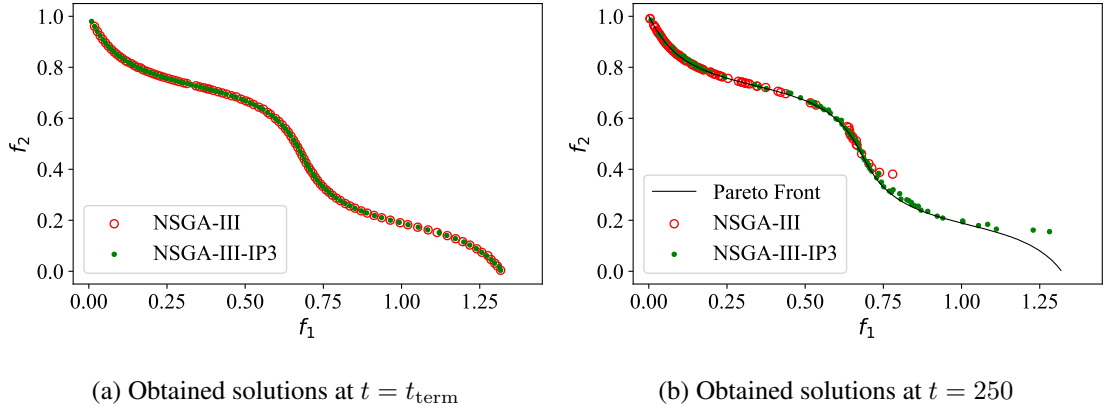 1.0
0.8
0.6
0.4
0.2
0.0
f₂
NSGA-III
NSGA-III-IP3
0.00 0.25 0.50 0.75 1.00 1.25
f₁
(a) Obtained solutions at t = t_term
1.0
0.8
0.6
0.4
0.2
0.0
f₂
Pareto Front
NSGA-III
NSGA-III-IP3
0.00 0.25 0.50 0.75 1.00 1.25
f₁
(b) Obtained solutions at t = 250